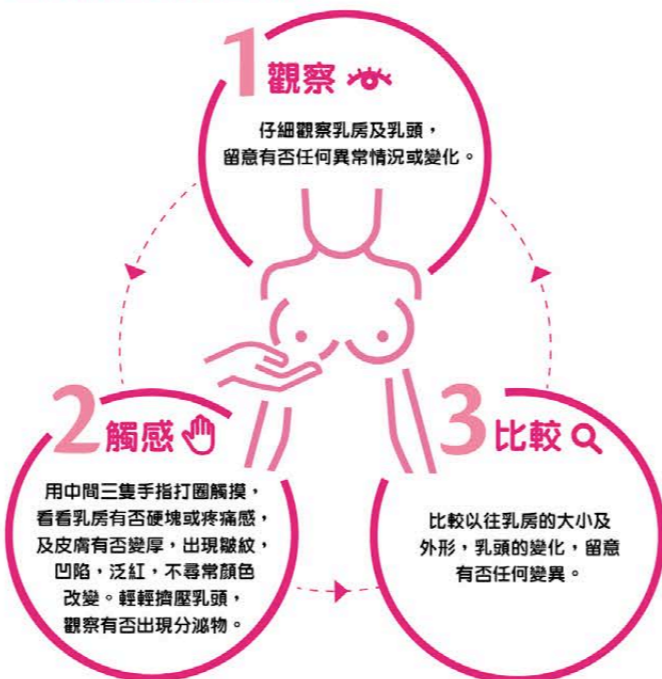 1 觀察
仔細觀察乳房及乳頭，
留意有否任何異常情況或變化。
2 觸感
用中間三隻手指打圈觸摸，
看看乳房有否硬塊或疼痛感，
及皮膚有否變厚，出現皺紋，
凹陷，泛紅，不尋常顏色
改變。輕輕擠壓乳頭，
觀察有否出現分泌物。
3 比較
比較以往乳房的大小及
外形，乳頭的變化，留意
有否任何變異。